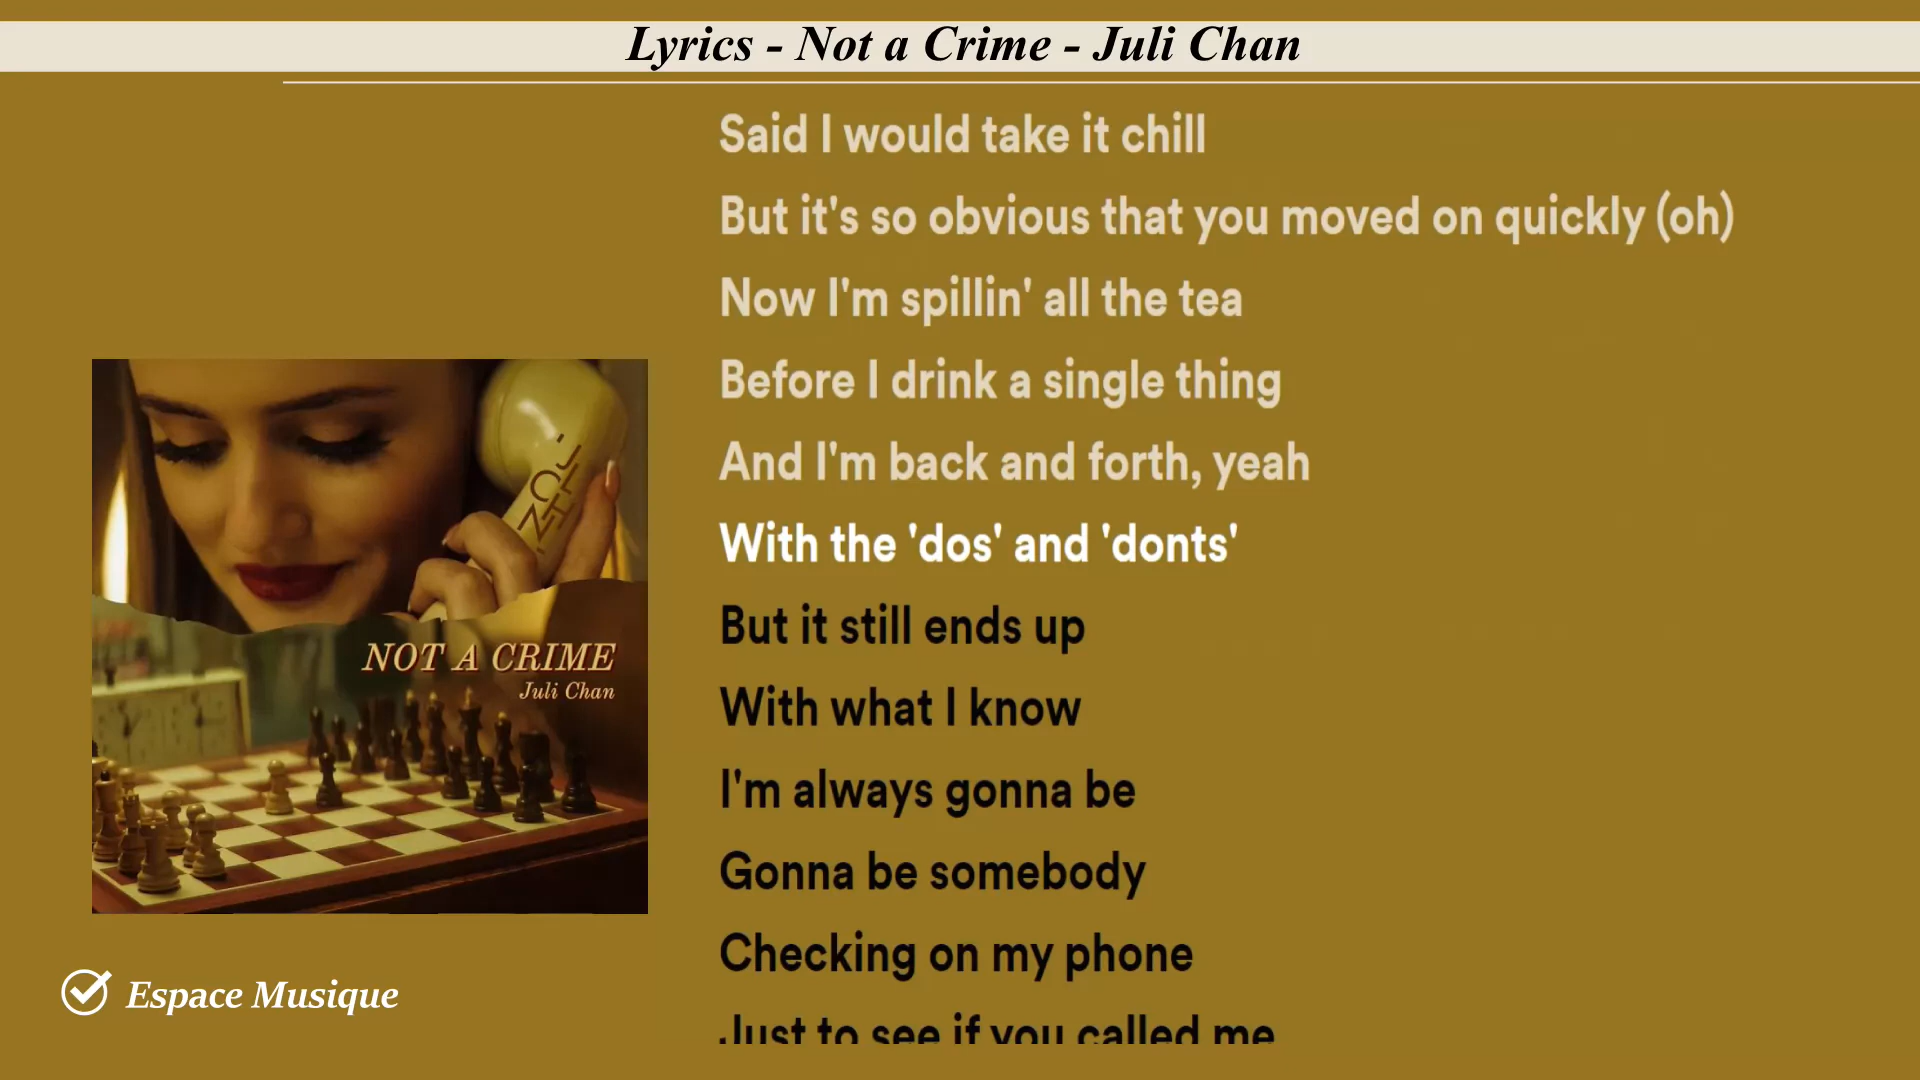 Lyrics - Not a Crime - Juli Chan
Said I would take it chill
But it's so obvious that you moved on quickly (oh)
Now I'm spillin' all the tea
Before I drink a single thing
And I'm back and forth, yeah
With the 'dos' and 'donts'
But it still ends up
With what I know
I'm always gonna be
Gonna be somebody
Checking on my phone
Just to see if you called me
NOT A CRIME
Juli Chan
Espace Musique